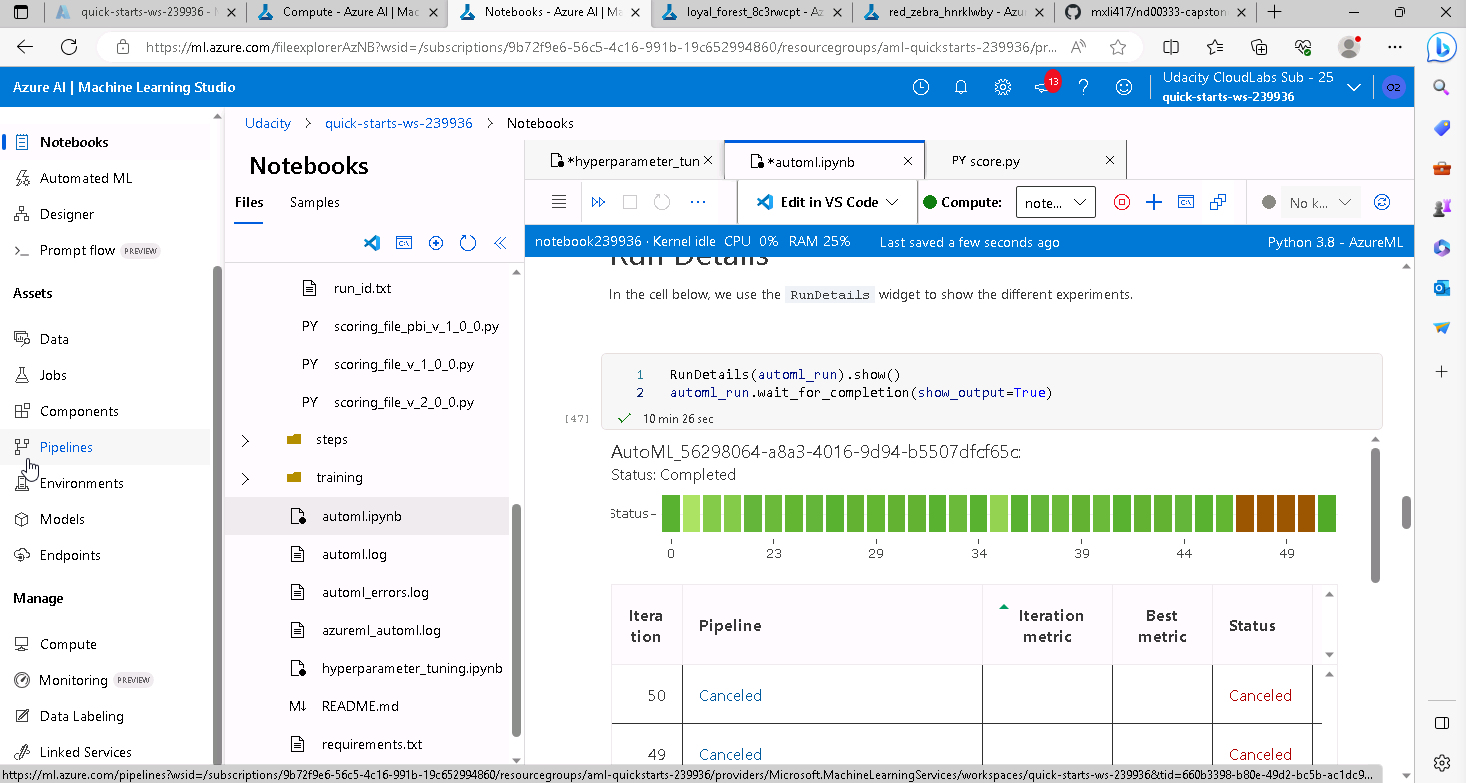 quick-starts-ws-239936 - M
Compute - Azure AI | Mac
Notebooks - Azure AI | M
loyal_forest_8c3rwcpt - Az
red_zebra_hnrklwby - Azu
mxli417/nd00333-capston
https://ml.azure.com/fileexplorerAzNB?wsid=/subscriptions/9b72f9e6-56c5-4c16-991b-19c652994860/resourcegroups/aml-quickstarts-239936/pr...
Azure AI | Machine Learning Studio
13
Udacity CloudLabs Sub - 25
quick-starts-ws-239936
O2
Notebooks
Automated ML
Designer
Prompt flow PREVIEW
Assets
Data
Jobs
Components
Pipelines
Environments
Models
Endpoints
Manage
Compute
Monitoring PREVIEW
Data Labeling
Linked Services
Udacity > quick-starts-ws-239936 > Notebooks
Notebooks
Files Samples
run_id.txt
PY scoring_file_pbi_v_1_0_0.py
PY scoring_file_v_1_0_0.py
PY scoring_file_v_2_0_0.py
steps
training
automl.ipynb
automl.log
automl_errors.log
azureml_automl.log
hyperparameter_tuning.ipynb
README.md
requirements.txt
*hyperparameter_tun
*automl.ipynb
PY score.py
Edit in VS Code
Compute: note...
No k...
notebook239936 · Kernel idle CPU 0% RAM 25% Last saved a few seconds ago Python 3.8 - AzureML
Run Details
In the cell below, we use the RunDetails widget to show the different experiments.
1 RunDetails(automl_run).show()
2 automl_run.wait_for_completion(show_output=True)
[47] 10 min 26 sec
AutoML_56298064-a8a3-4016-9d94-b5507dfcf65c:
Status: Completed
Status
0 23 29 34 39 44 49
Iteration Pipeline Iteration metric Best metric Status
50 Canceled Canceled
49 Canceled Canceled
https://ml.azure.com/pipelines?wsid=/subscriptions/9b72f9e6-56c5-4c16-991b-19c652994860/resourcegroups/aml-quickstarts-239936/providers/Microsoft.MachineLearningServices/workspaces/quick-starts-ws-239936&tid=660b3398-b80e-49d2-bc5b-ac1dc9...